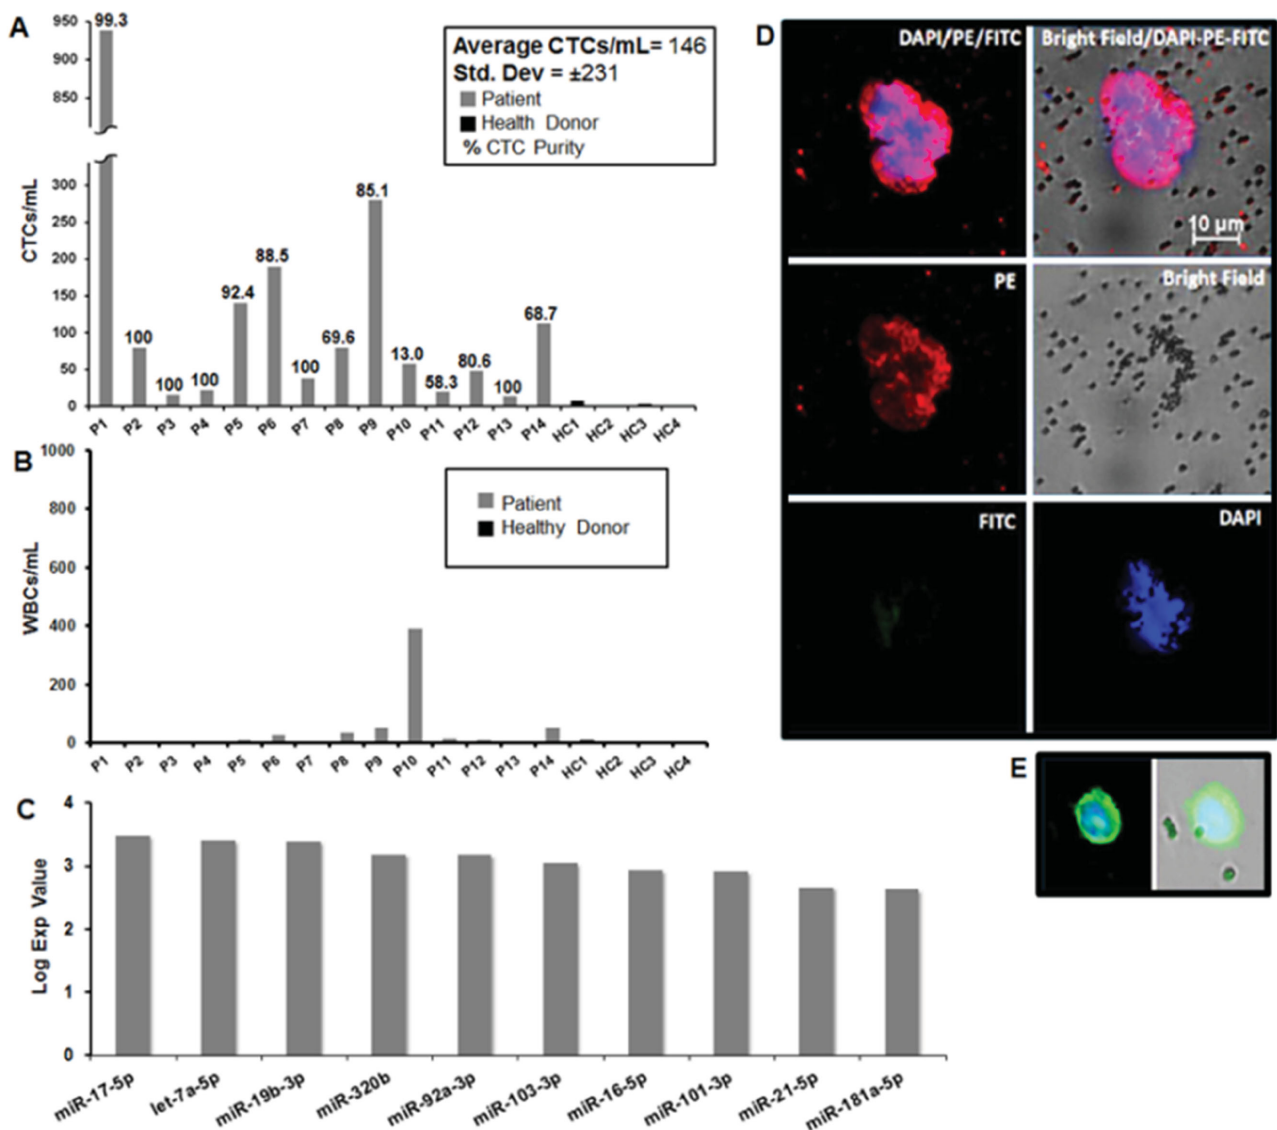 A
950
900
850
300
250
200
150
100
50
0
CTCs/mL
99.3
100
100
100
92.4
88.5
100
69.6
85.1
13.0
58.3
80.6
100
68.7
Average CTCs/mL= 146
Std. Dev = ±231
Patient
Health Donor
% CTC Purity
P1 P2 P3 P4 P5 P6 P7 P8 P9 P10 P11 P12 P13 P14 HC1 HC2 HC3 HC4
B
1000
800
600
400
200
0
WBCs/mL
Patient
Healthy Donor
P1 P2 P3 P4 P5 P6 P7 P8 P9 P10 P11 P12 P13 P14 HC1 HC2 HC3 HC4
C
4
3
2
1
0
Log Exp Value
miR-17-5p let-7a-5p miR-19b-3p miR-320b miR-92a-3p miR-103-3p miR-16-5p miR-101-3p miR-21-5p miR-181a-5p
D
DAPI/PE/FITC
Bright Field/DAPI-PE-FITC
10 µm
PE
Bright Field
FITC
DAPI
E